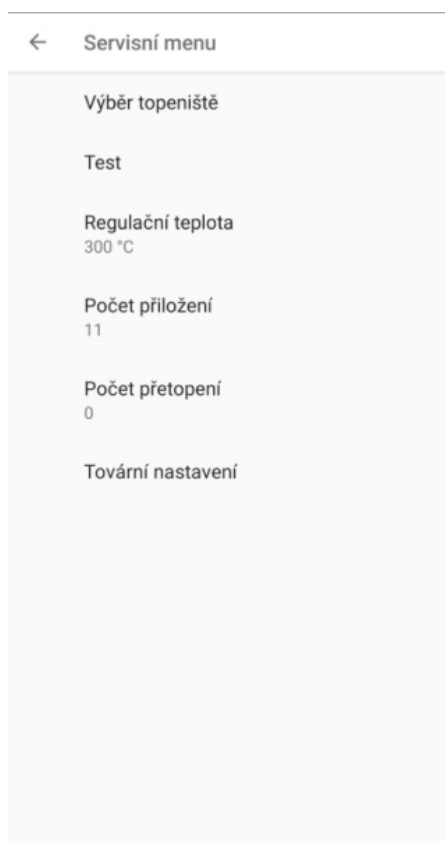 Servisní menu
Výběr topeniště
Test
Regulační teplota
300 °C
Počet přiložení
11
Počet přetopení
0
Tovární nastavení